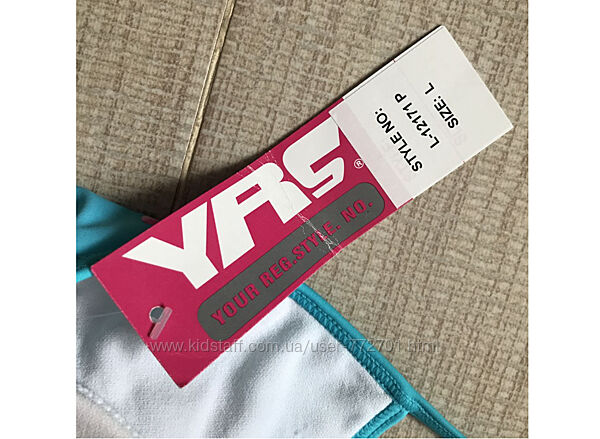 STYLE NO:
L-12171 P
SIZE: L
YRS®
YOUR REG.STYLE. NO.
www.kidstaff.com.ua/user-772701.html